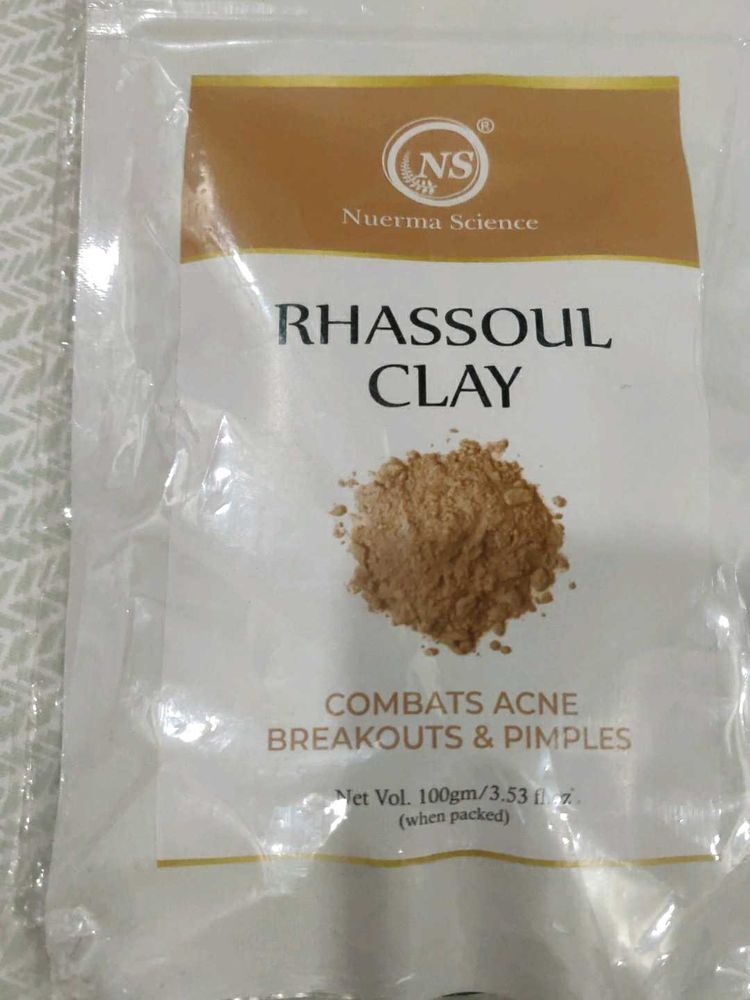 NS
®
Nuerma Science
RHASSOUL
CLAY
COMBATS ACNE
BREAKOUTS & PIMPLES
Net Vol. 100gm/3.53 fl.oz
(when packed)